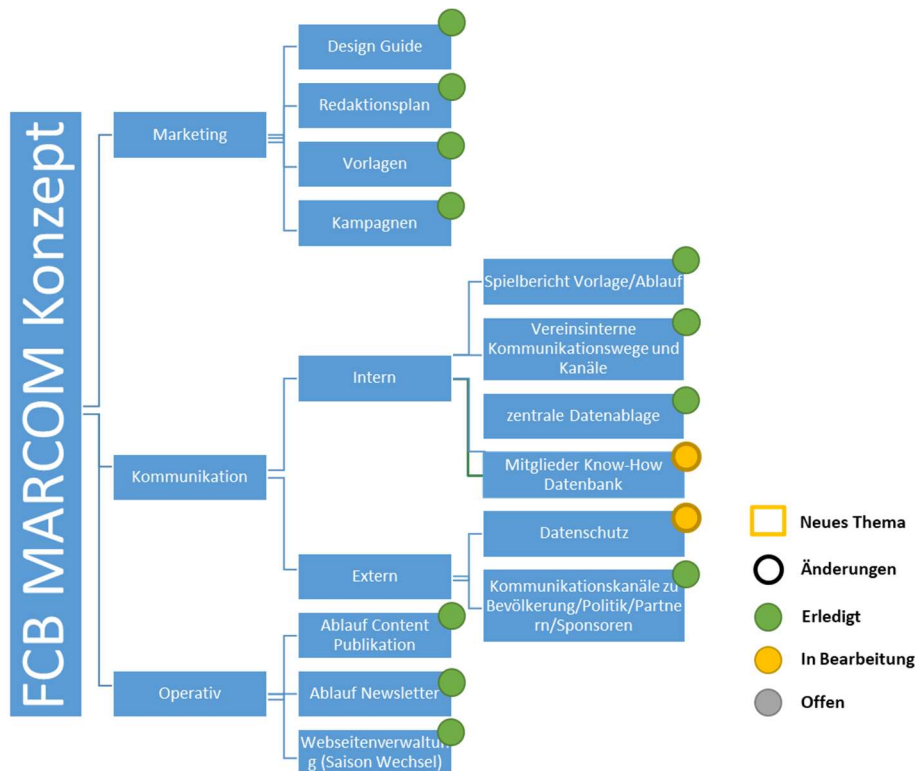 FCB MARCOM Konzept
Marketing
Design Guide
Redaktionsplan
Vorlagen
Kampagnen
Kommunikation
Intern
Spielbericht Vorlage/Ablauf
Vereinsinterne
Kommunikationswege und
Kanäle
zentrale Datenablage
Mitglieder Know-How
Datenbank
Extern
Datenschutz
Kommunikationskanäle zu
Bevölkerung/Politik/Partne
rn/Sponsoren
Operativ
Ablauf Content
Publikation
Ablauf Newsletter
Webseitenverwaltun
g (Saison Wechsel)
Neues Thema
Änderungen
Erledigt
In Bearbeitung
Offen